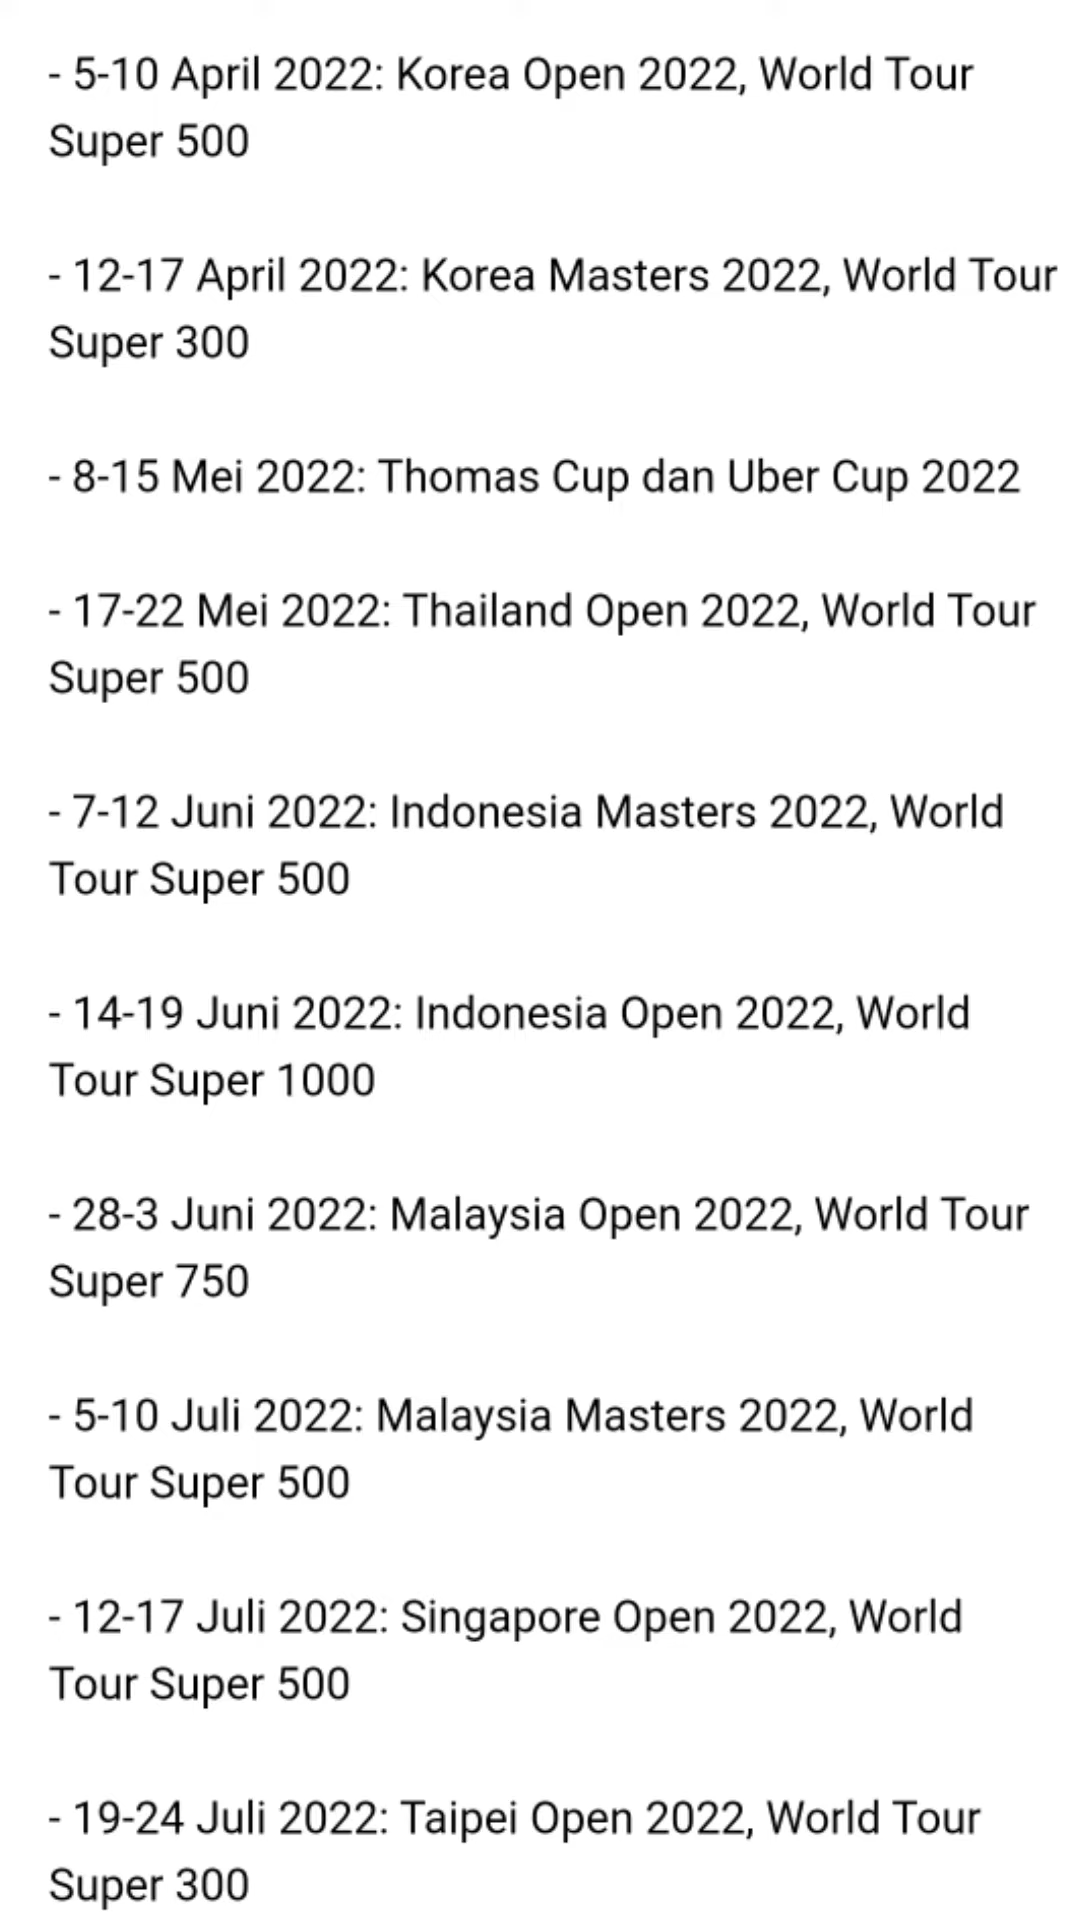 - 5-10 April 2022: Korea Open 2022, World Tour
Super 500
- 12-17 April 2022: Korea Masters 2022, World Tour
Super 300
- 8-15 Mei 2022: Thomas Cup dan Uber Cup 2022
- 17-22 Mei 2022: Thailand Open 2022, World Tour
Super 500
- 7-12 Juni 2022: Indonesia Masters 2022, World
Tour Super 500
- 14-19 Juni 2022: Indonesia Open 2022, World
Tour Super 1000
- 28-3 Juni 2022: Malaysia Open 2022, World Tour
Super 750
- 5-10 Juli 2022: Malaysia Masters 2022, World
Tour Super 500
- 12-17 Juli 2022: Singapore Open 2022, World
Tour Super 500
- 19-24 Juli 2022: Taipei Open 2022, World Tour
Super 300